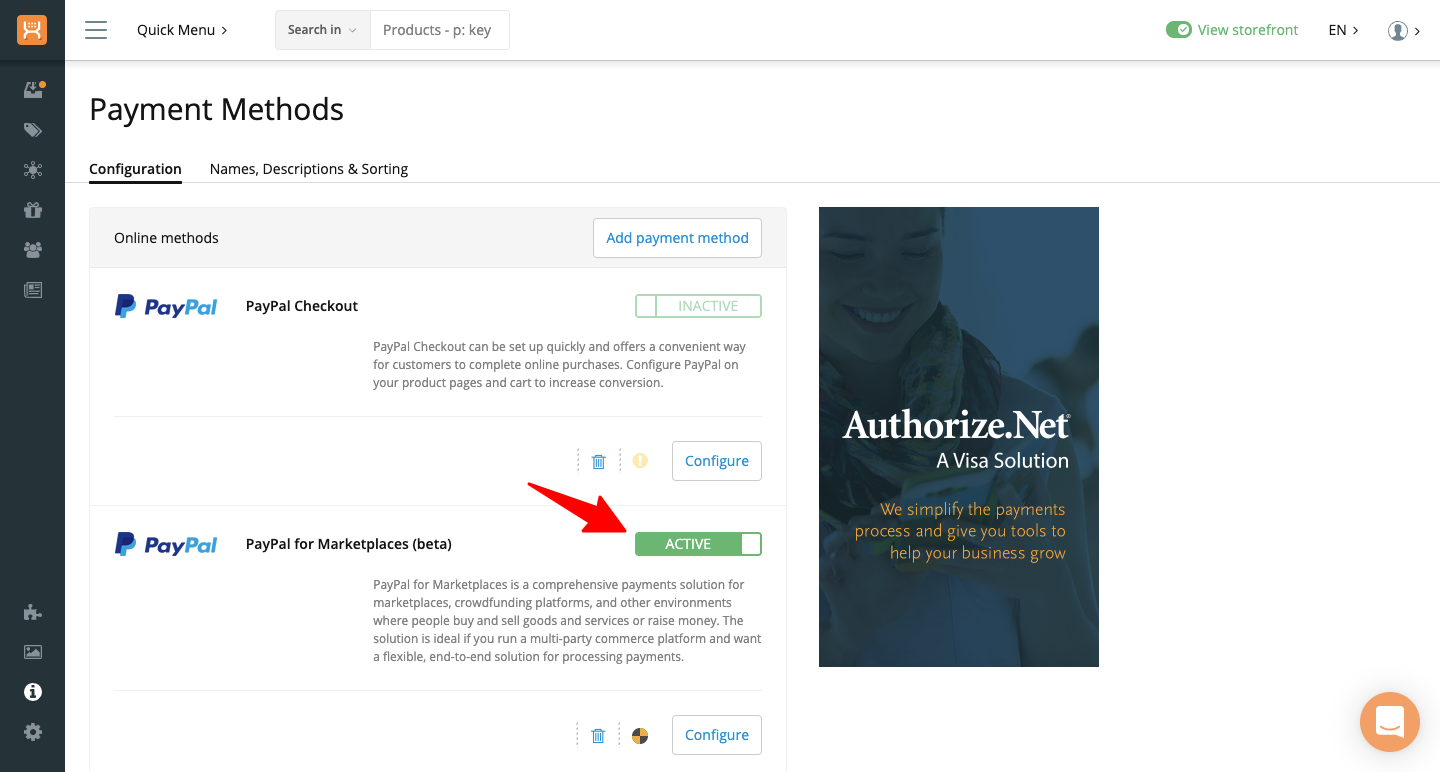 Quick Menu
Search in
Products - p: key
View storefront
EN
Payment Methods
Configuration
Names, Descriptions & Sorting
Online methods
Add payment method
PayPal
PayPal Checkout
INACTIVE
PayPal Checkout can be set up quickly and offers a convenient way
for customers to complete online purchases. Configure PayPal on
your product pages and cart to increase conversion.
Configure
PayPal
PayPal for Marketplaces (beta)
ACTIVE
PayPal for Marketplaces is a comprehensive payments solution for
marketplaces, crowdfunding platforms, and other environments
where people buy and sell goods and services or raise money. The
solution is ideal if you run a multi-party commerce platform and want
a flexible, end-to-end solution for processing payments.
Configure
Authorize.Net®
A Visa Solution
We simplify the payments
process and give you tools to
help your business grow